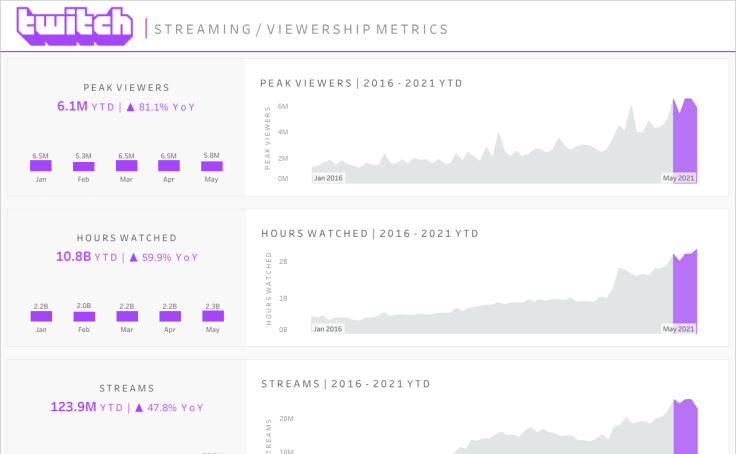 twitch
STREAMING / VIEWERSHIP METRICS
PEAK VIEWERS
6.1M YTD | ▲ 81.1% YoY
6.5M 5.3M 6.5M 6.5M 5.8M
Jan Feb Mar Apr May
PEAK VIEWERS | 2016 - 2021 YTD
PEAK VIEWERS
6M
4M
2M
0M
Jan 2016
May 2021
HOURS WATCHED
10.8B YTD | ▲ 59.9% YoY
2.2B 2.0B 2.2B 2.2B 2.3B
Jan Feb Mar Apr May
HOURS WATCHED | 2016 - 2021 YTD
HOURS WATCHED
2B
1B
0B
Jan 2016
May 2021
STREAMS
123.9M YTD | ▲ 47.8% YoY
STREAMS | 2016 - 2021 YTD
STREAMS
20M
10M